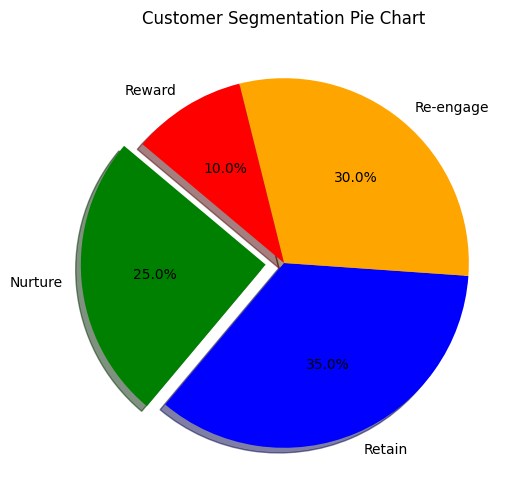 Customer Segmentation Pie Chart
Reward
Re-engage
10.0%
30.0%
Nurture
25.0%
35.0%
Retain